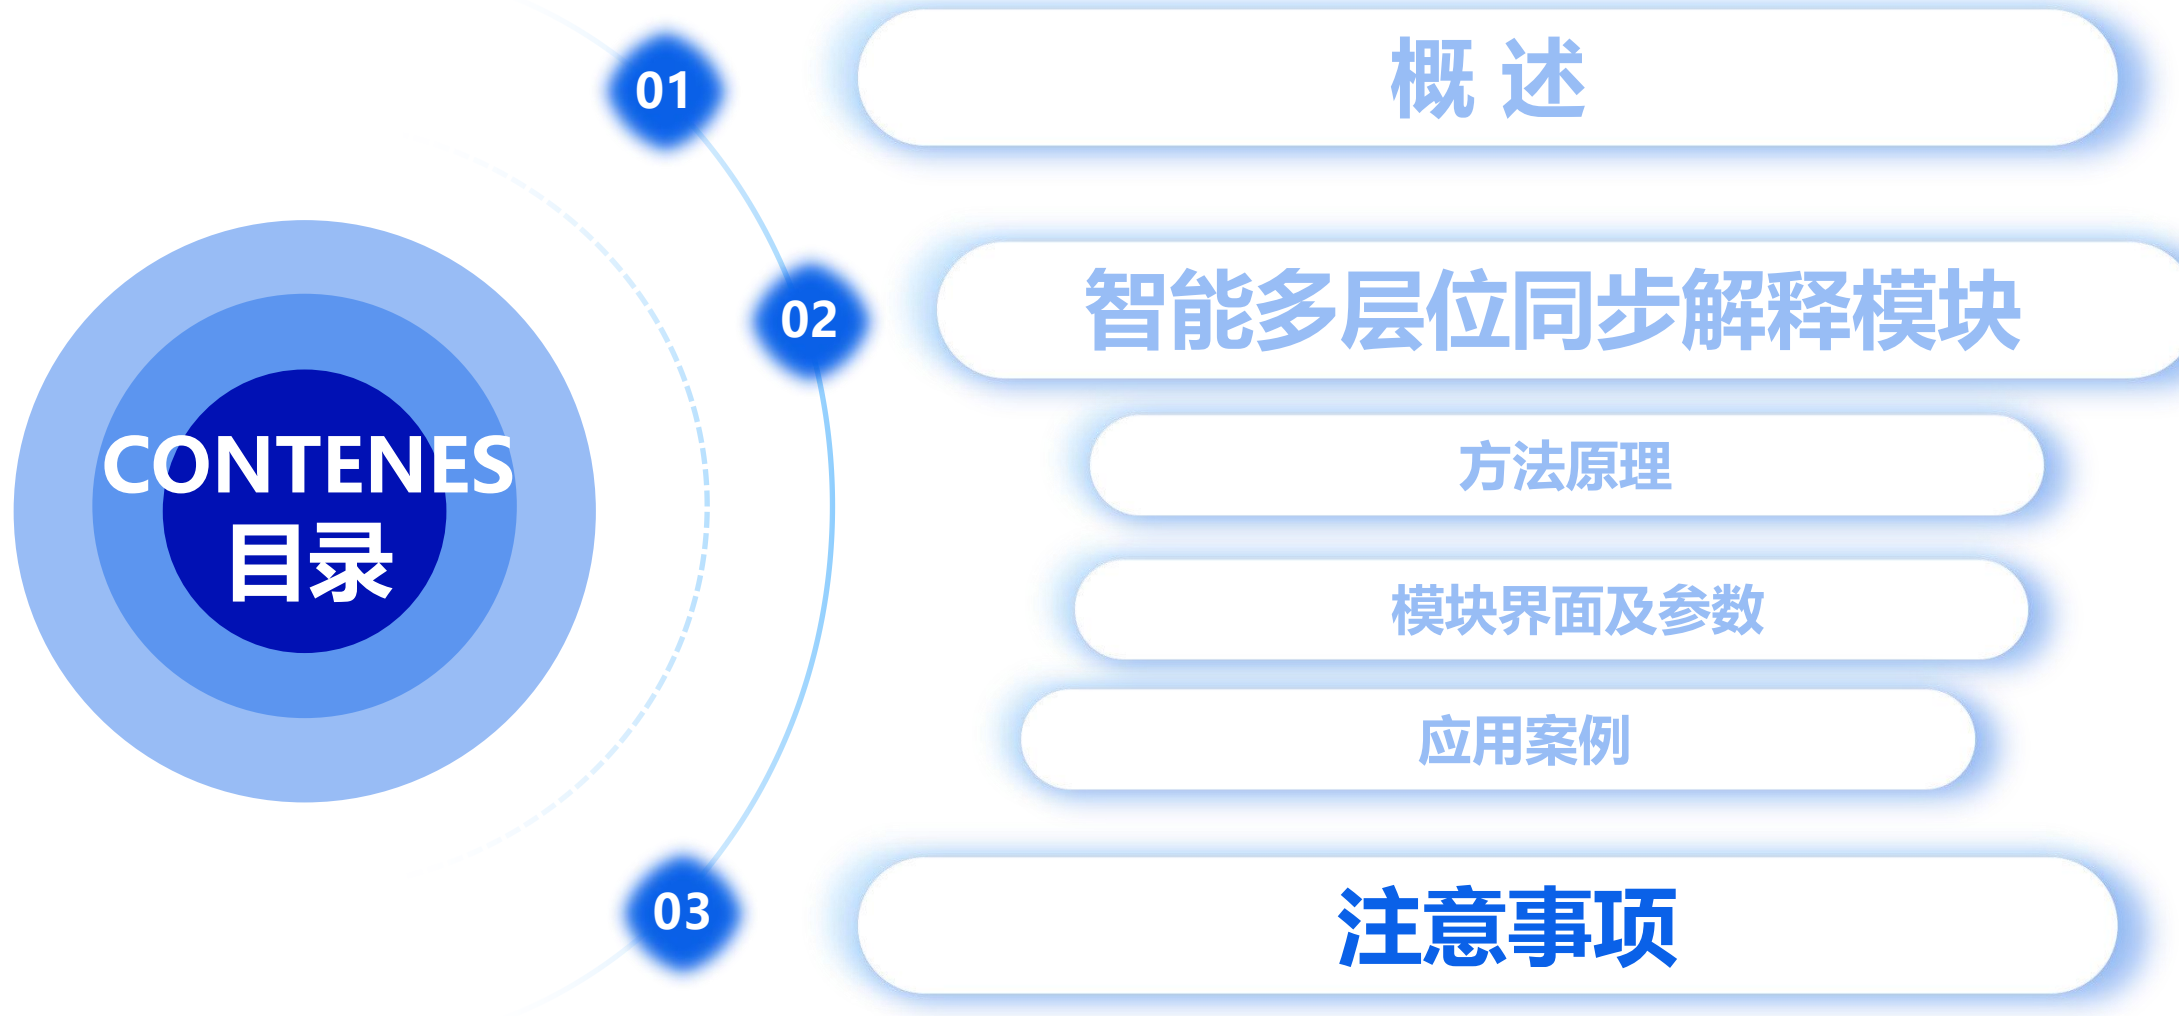 CONTENES
目录
01
概 述
02
智能多层位同步解释模块
方法原理
模块界面及参数
应用案例
03
注意事项